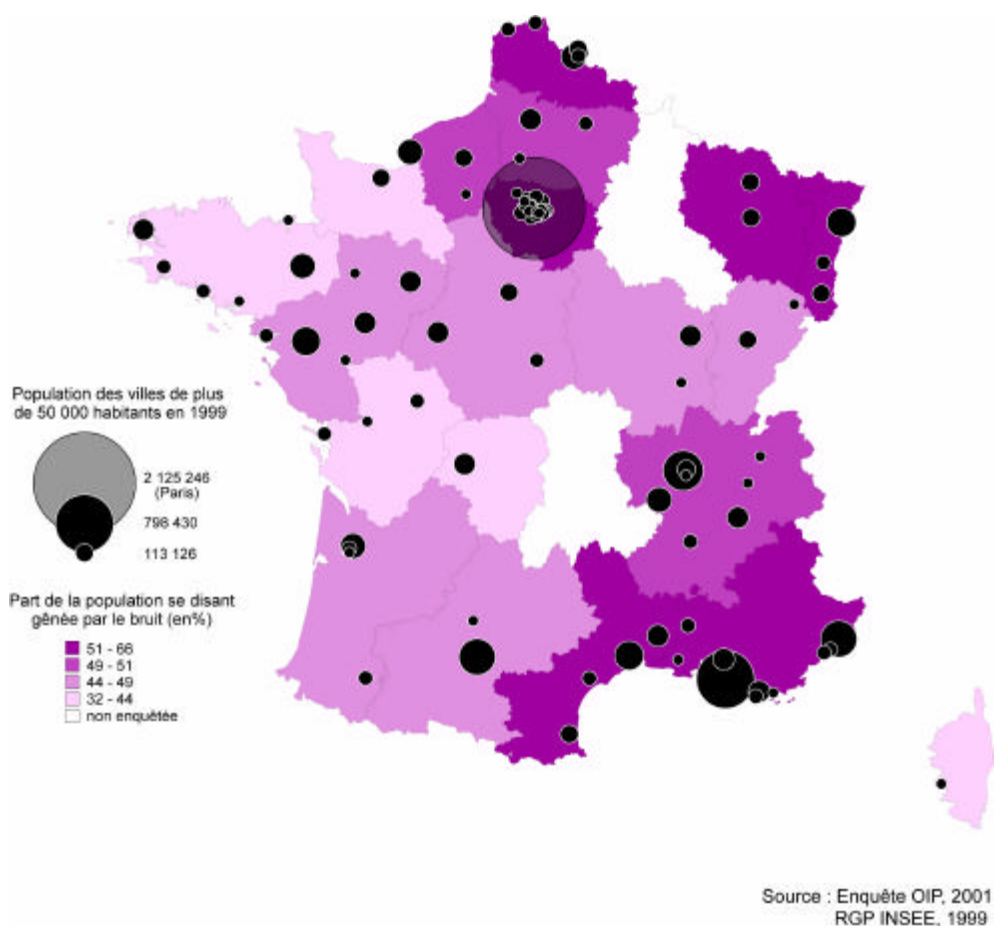 Population des villes de plus
de 50 000 habitants en 1999
2 125 246
(Paris)
798 430
113 126
Part de la population se disant
gênée par le bruit (en%)
51 - 66
49 - 51
44 - 49
32 - 44
non enquêtée
Source : Enquête OIP, 2001
RGP INSEE, 1999